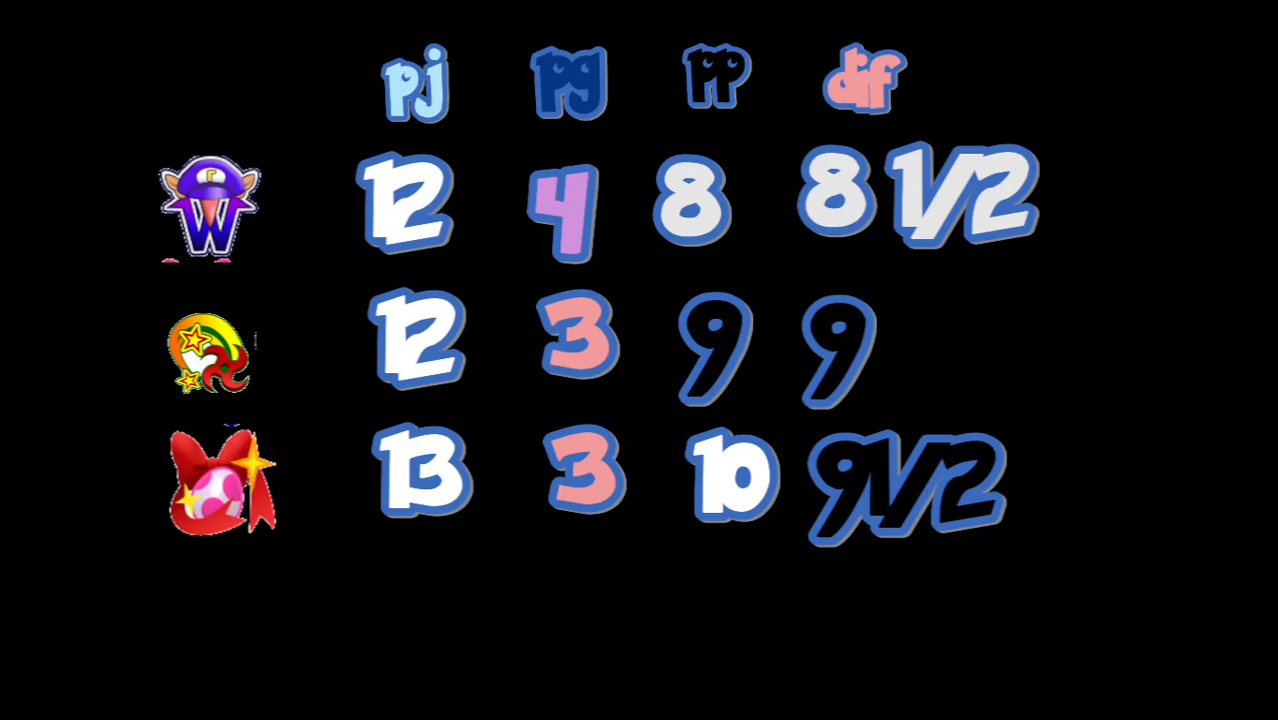 pj pg pp dif
12 4 8 8 1/2
12 3 9 9
13 3 10 9 1/2